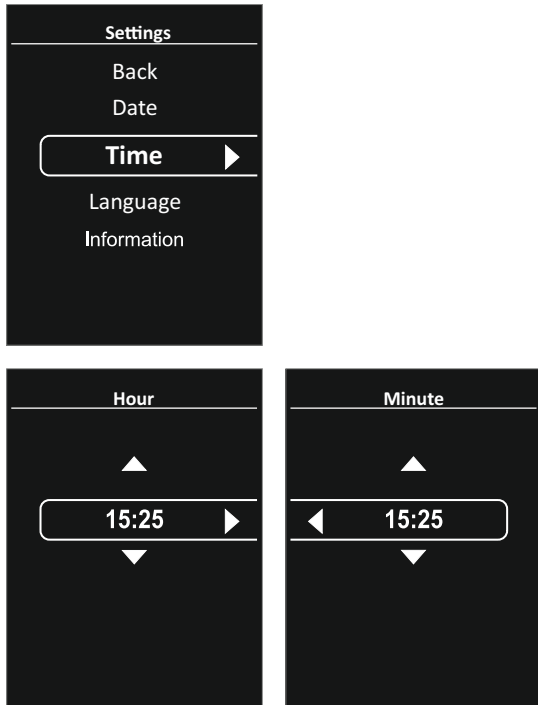 Settings
Back
Date
Time
Language
Information
Hour
15:25
Minute
15:25